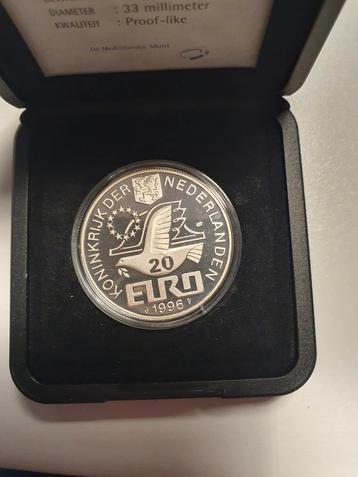 DIAMETER : 33 millimeter
KWALITEIT : Proof-like
De Nederlandse Munt
KONINKRIJK DER NEDERLANDEN
20
EURO
1996